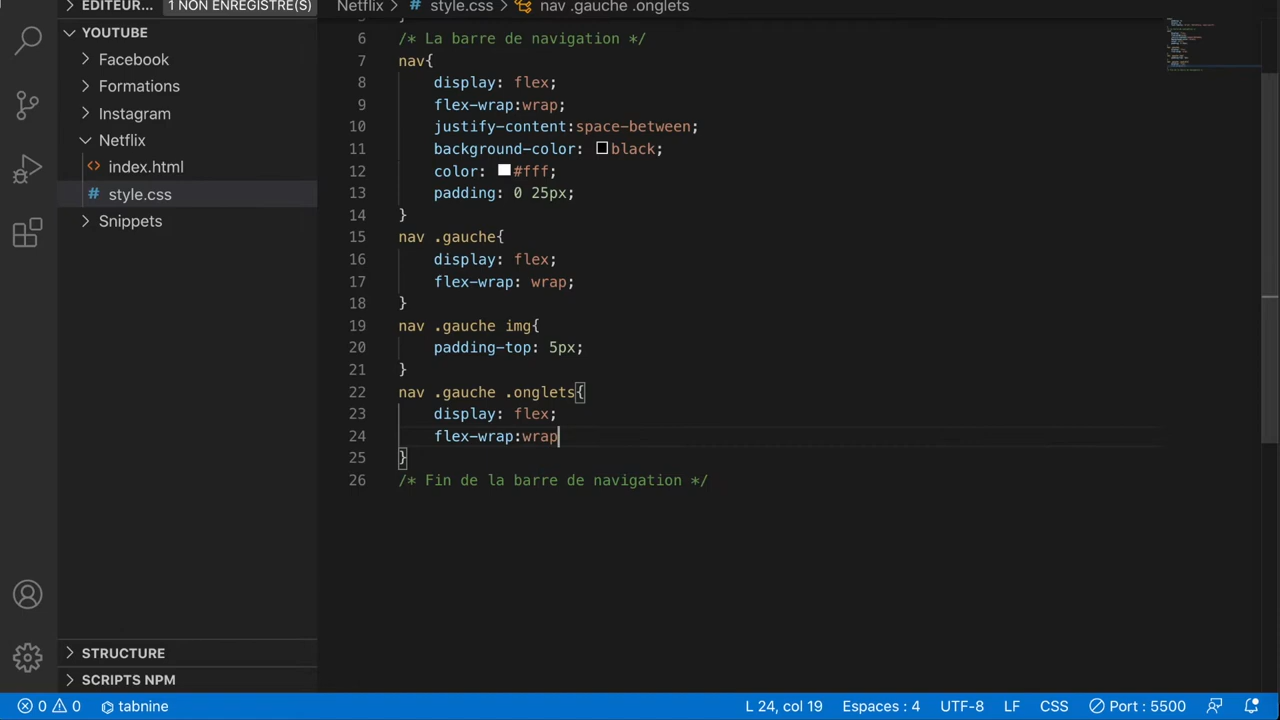 EDITEUR... 1 NON ENREGISTRÉ(S) Netflix > # style.css > nav .gauche .onglets
YOUTUBE
Facebook
Formations
Instagram
Netflix
index.html
# style.css
Snippets
STRUCTURE
SCRIPTS NPM
6 /* La barre de navigation */
7 nav{
8 display: flex;
9 flex-wrap:wrap;
10 justify-content:space-between;
11 background-color: black;
12 color: #fff;
13 padding: 0 25px;
14 }
15 nav .gauche{
16 display: flex;
17 flex-wrap: wrap;
18 }
19 nav .gauche img{
20 padding-top: 5px;
21 }
22 nav .gauche .onglets{
23 display: flex;
24 flex-wrap:wrap
25 }
26 /* Fin de la barre de navigation */
0 0 tabnine L 24, col 19 Espaces : 4 UTF-8 LF CSS Port : 5500